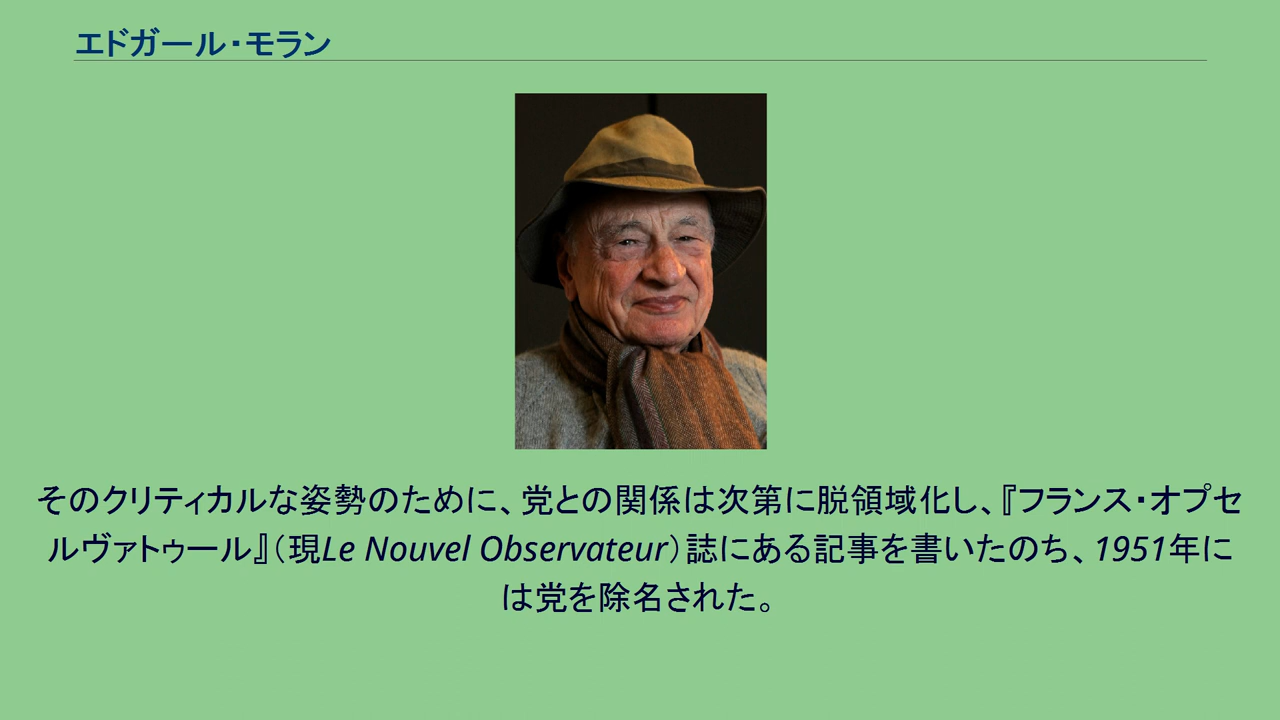 エドガール・モラン
そのクリティカルな姿勢のために、党との関係は次第に脱領域化し、『フランス・オプセ
ルヴァトゥール』（現Le Nouvel Observateur）誌にある記事を書いたのち、1951年に
は党を除名された。